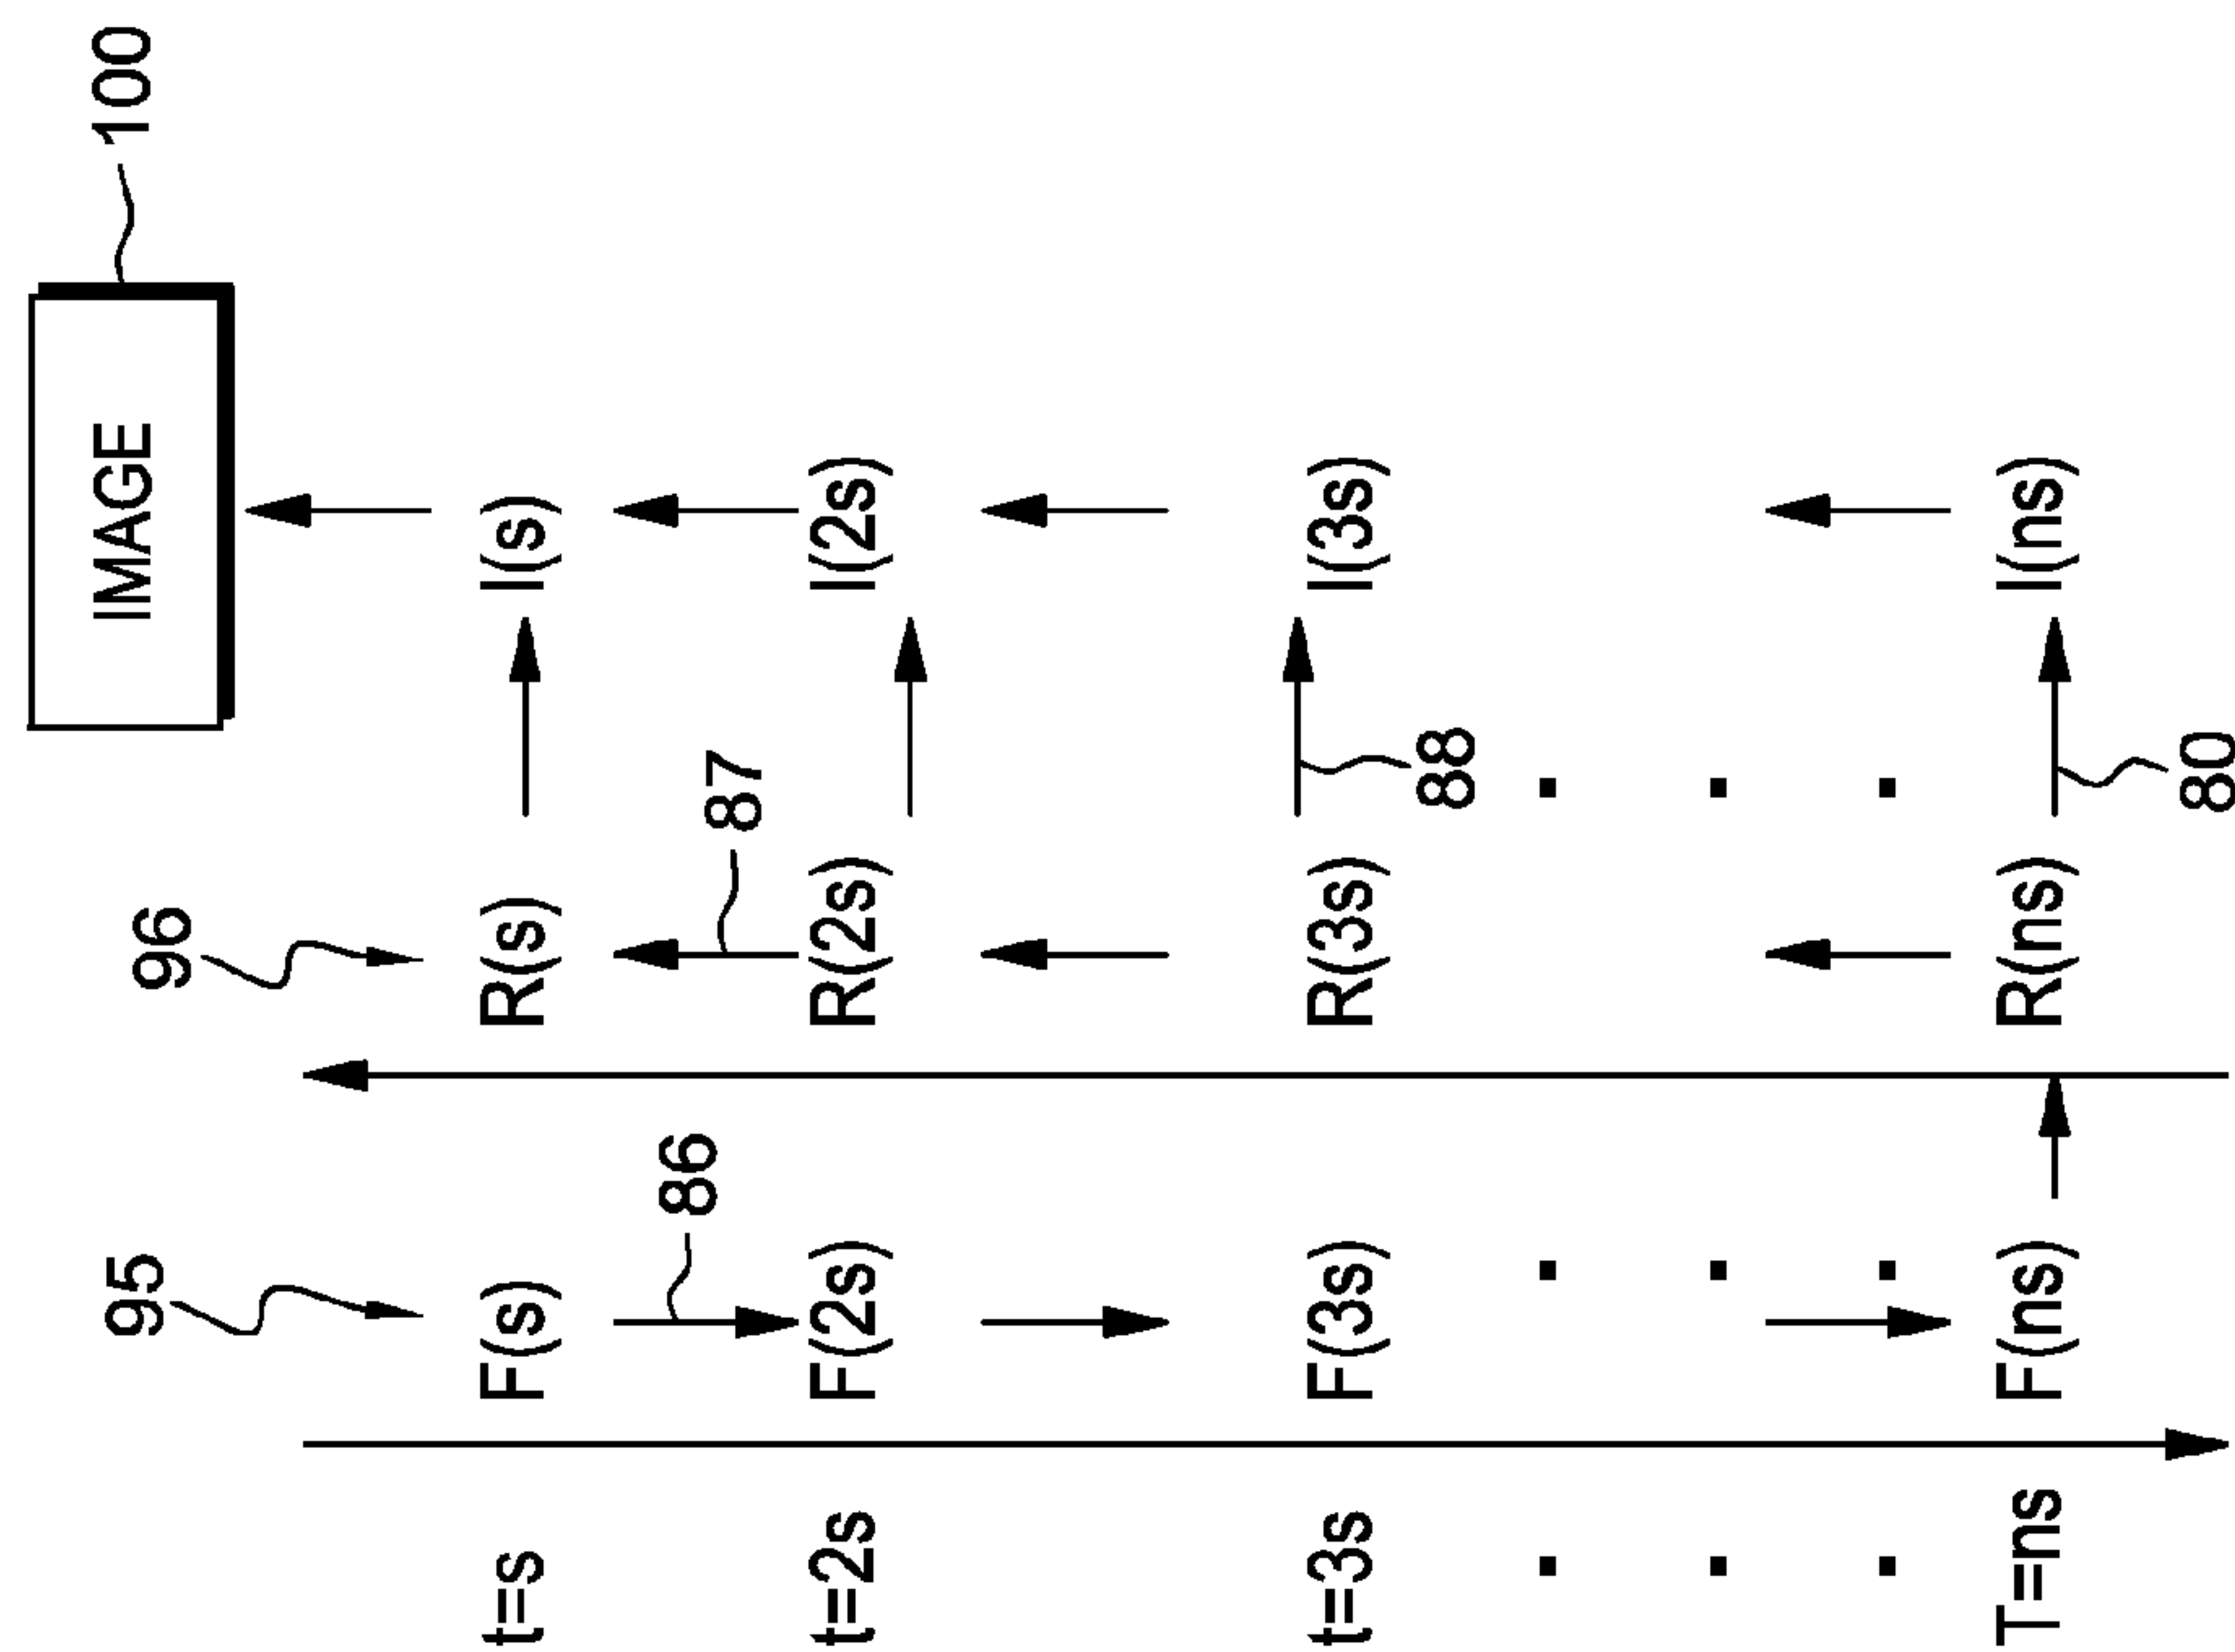 t=s
t=2s
t=3s
T=ns
95
F(s)
86
F(2s)
F(3s)
F(ns)
96
R(s)
87
R(2s)
R(3s)
88
R(ns)
80
I(s)
I(2s)
I(3s)
I(ns)
IMAGE
100